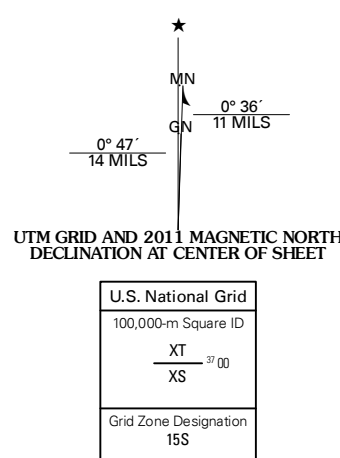 ★
MN
0° 36´
11 MILS
GN
0° 47´
14 MILS
UTM GRID AND 2011 MAGNETIC NORTH
DECLINATION AT CENTER OF SHEET
U.S. National Grid
100,000-m Square ID
XT
37 00
XS
Grid Zone Designation
15S